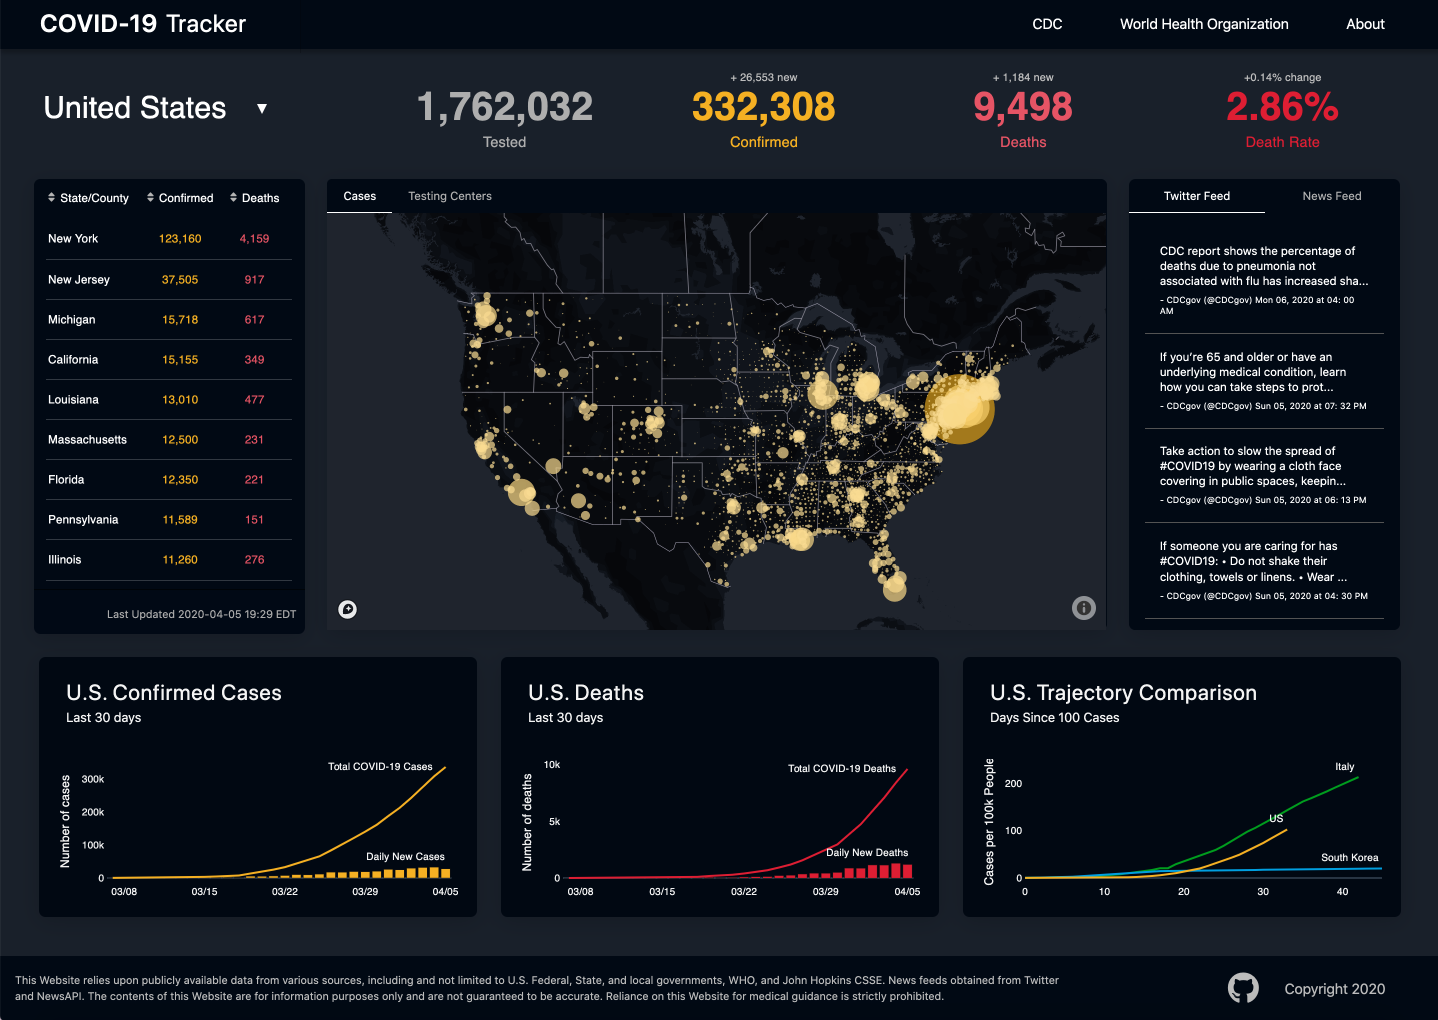 COVID-19 Tracker
CDC
World Health Organization
About
United States ▼
1,762,032
Tested
+ 26,553 new
332,308
Confirmed
+ 1,184 new
9,498
Deaths
+0.14% change
2.86%
Death Rate
State/County Confirmed Deaths
New York 123,160 4,159
New Jersey 37,505 917
Michigan 15,718 617
California 15,155 349
Louisiana 13,010 477
Massachusetts 12,500 231
Florida 12,350 221
Pennsylvania 11,589 151
Illinois 11,260 276
Last Updated 2020-04-05 19:29 EDT
Cases Testing Centers
Twitter Feed News Feed
CDC report shows the percentage of
deaths due to pneumonia not
associated with flu has increased sha...
- CDCgov (@CDCgov) Mon 06, 2020 at 04: 00
AM
If you're 65 and older or have an
underlying medical condition, learn
how you can take steps to prot...
- CDCgov (@CDCgov) Sun 05, 2020 at 07: 32 PM
Take action to slow the spread of
#COVID19 by wearing a cloth face
covering in public spaces, keepin...
- CDCgov (@CDCgov) Sun 05, 2020 at 06: 13 PM
If someone you are caring for has
#COVID19: • Do not shake their
clothing, towels or linens. • Wear ...
- CDCgov (@CDCgov) Sun 05, 2020 at 04: 30 PM
U.S. Confirmed Cases
Last 30 days
Number of cases
300k
200k
100k
0
Total COVID-19 Cases
Daily New Cases
03/08 03/15 03/22 03/29 04/05
U.S. Deaths
Last 30 days
Number of deaths
10k
5k
0
Total COVID-19 Deaths
Daily New Deaths
03/08 03/15 03/22 03/29 04/05
U.S. Trajectory Comparison
Days Since 100 Cases
Cases per 100k People
200
100
0
Italy
US
South Korea
0 10 20 30 40
This Website relies upon publicly available data from various sources, including and not limited to U.S. Federal, State, and local governments, WHO, and John Hopkins CSSE. News feeds obtained from Twitter
and NewsAPI. The contents of this Website are for information purposes only and are not guaranteed to be accurate. Reliance on this Website for medical guidance is strictly prohibited.
Copyright 2020